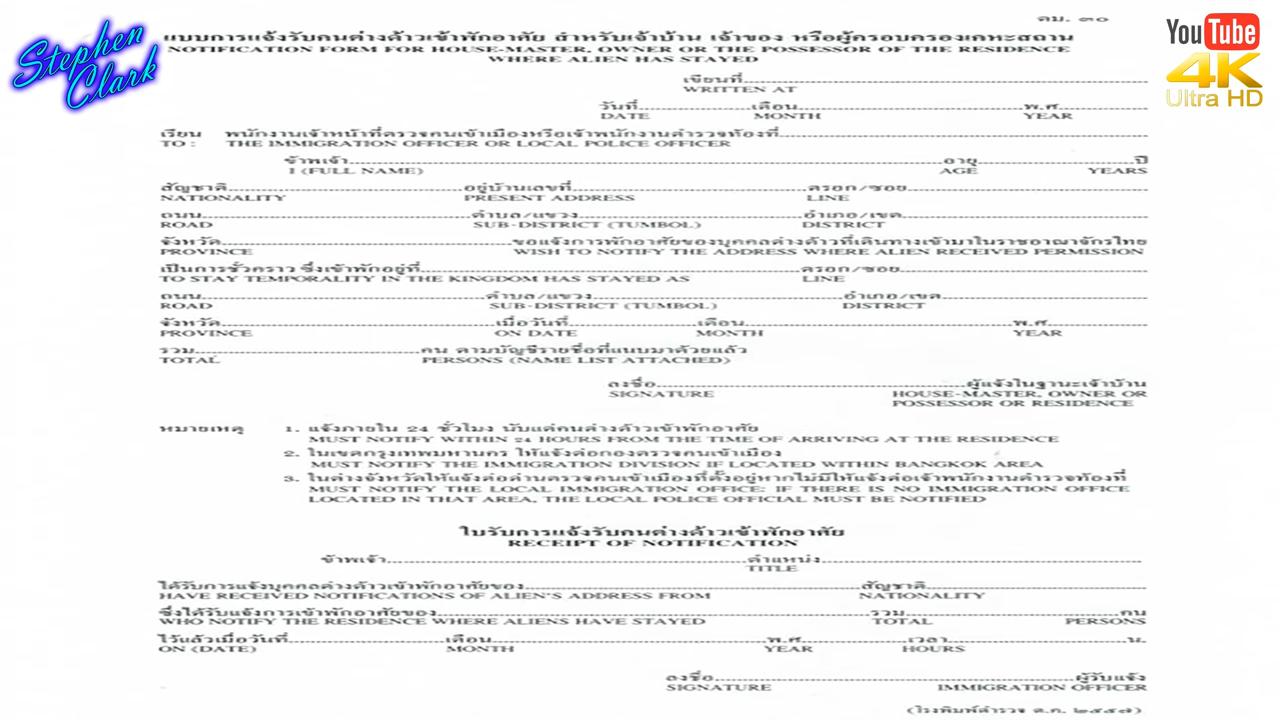 Stephen
Clark
YouTube
4K
Ultra HD
ตม. ๓๐
แบบการแจ้งรับคนต่างด้าวเข้าพักอาศัย สำหรับเจ้าบ้าน เจ้าของ หรือผู้ครอบครองเคหะสถาน
NOTIFICATION FORM FOR HOUSE-MASTER, OWNER OR THE POSSESSOR OF THE RESIDENCE
WHERE ALIEN HAS STAYED
เขียนที่
WRITTEN AT
วันที่ เดือน พ.ศ.
DATE MONTH YEAR
เรียน พนักงานเจ้าหน้าที่ตรวจคนเข้าเมืองหรือเจ้าพนักงานตำรวจท้องที่
TO : THE IMMIGRATION OFFICER OR LOCAL POLICE OFFICER
ข้าพเจ้า อายุ ปี
I (FULL NAME) AGE YEARS
สัญชาติ อยู่บ้านเลขที่ ตรอก/ซอย
NATIONALITY PRESENT ADDRESS LINE
ถนน ตำบล/แขวง อำเภอ/เขต
ROAD SUB-DISTRICT (TUMBOL) DISTRICT
จังหวัด ขอแจ้งการพักอาศัยของบุคคลต่างด้าวที่เดินทางเข้ามาในราชอาณาจักรไทย
PROVINCE WISH TO NOTIFY THE ADDRESS WHERE ALIEN RECEIVED PERMISSION
เป็นการชั่วคราว ซึ่งเข้าพักอยู่ที่ ตรอก/ซอย
TO STAY TEMPORALITY IN THE KINGDOM HAS STAYED AS LINE
ถนน ตำบล/แขวง อำเภอ/เขต
ROAD SUB-DISTRICT (TUMBOL) DISTRICT
จังหวัด เมื่อวันที่ เดือน พ.ศ.
PROVINCE ON DATE MONTH YEAR
รวม คน ตามบัญชีรายชื่อที่แนบมาด้วยแล้ว
TOTAL PERSONS (NAME LIST ATTACHED)
ลงชื่อ ผู้แจ้งในฐานะเจ้าบ้าน
SIGNATURE HOUSE-MASTER, OWNER OR
POSSESSOR OR RESIDENCE
หมายเหตุ 1. แจ้งภายใน 24 ชั่วโมง นับแต่คนต่างด้าวเข้าพักอาศัย
MUST NOTIFY WITHIN 24 HOURS FROM THE TIME OF ARRIVING AT THE RESIDENCE
2. ในเขตกรุงเทพมหานคร ให้แจ้งต่อกองตรวจคนเข้าเมือง
MUST NOTIFY THE IMMIGRATION DIVISION IF LOCATED WITHIN BANGKOK AREA
3. ในต่างจังหวัดให้แจ้งต่อด่านตรวจคนเข้าเมืองที่ตั้งอยู่หากไม่มีให้แจ้งต่อเจ้าพนักงานตำรวจท้องที่
MUST NOTIFY THE LOCAL IMMIGRATION OFFICE: IF THERE IS NO IMMIGRATION OFFICE
LOCATED IN THAT AREA, THE LOCAL POLICE OFFICIAL MUST BE NOTIFIED
ใบรับการแจ้งรับคนต่างด้าวเข้าพักอาศัย
RECEIPT OF NOTIFICATION
ข้าพเจ้า ตำแหน่ง
TITLE
ได้รับการแจ้งบุคคลต่างด้าวเข้าพักอาศัยของ สัญชาติ
HAVE RECEIVED NOTIFICATIONS OF ALIEN'S ADDRESS FROM NATIONALITY
ซึ่งได้รับแจ้งการเข้าพักอาศัยของ รวม คน
WHO NOTIFY THE RESIDENCE WHERE ALIENS HAVE STAYED TOTAL PERSONS
ไว้แล้วเมื่อวันที่ เดือน พ.ศ. เวลา น.
ON (DATE) MONTH YEAR HOURS
ลงชื่อ ผู้รับแจ้ง
SIGNATURE IMMIGRATION OFFICER
(โรงพิมพ์ตำรวจ ต.ค. ๒๕๕๗)